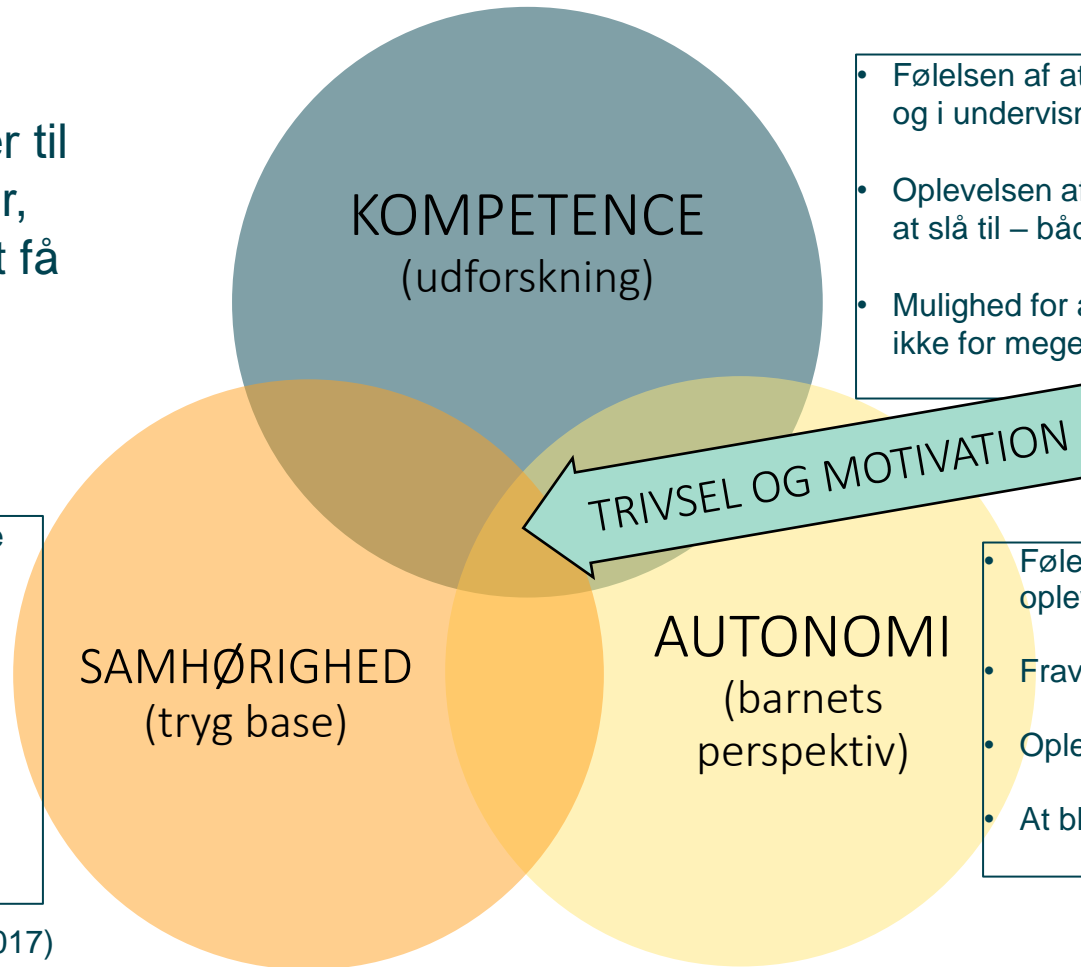 er til
r,
t få
KOMPETENCE
(udforskning)
• Følelsen af at
og i undervisn
• Oplevelsen af
at slå til – båd
• Mulighed for a
ikke for mege
TRIVSEL OG MOTIVATION
e
SAMHØRIGHED
(tryg base)
AUTONOMI
(barnets
perspektiv)
• Føle
oplev
• Frav
• Ople
• At bl
017)